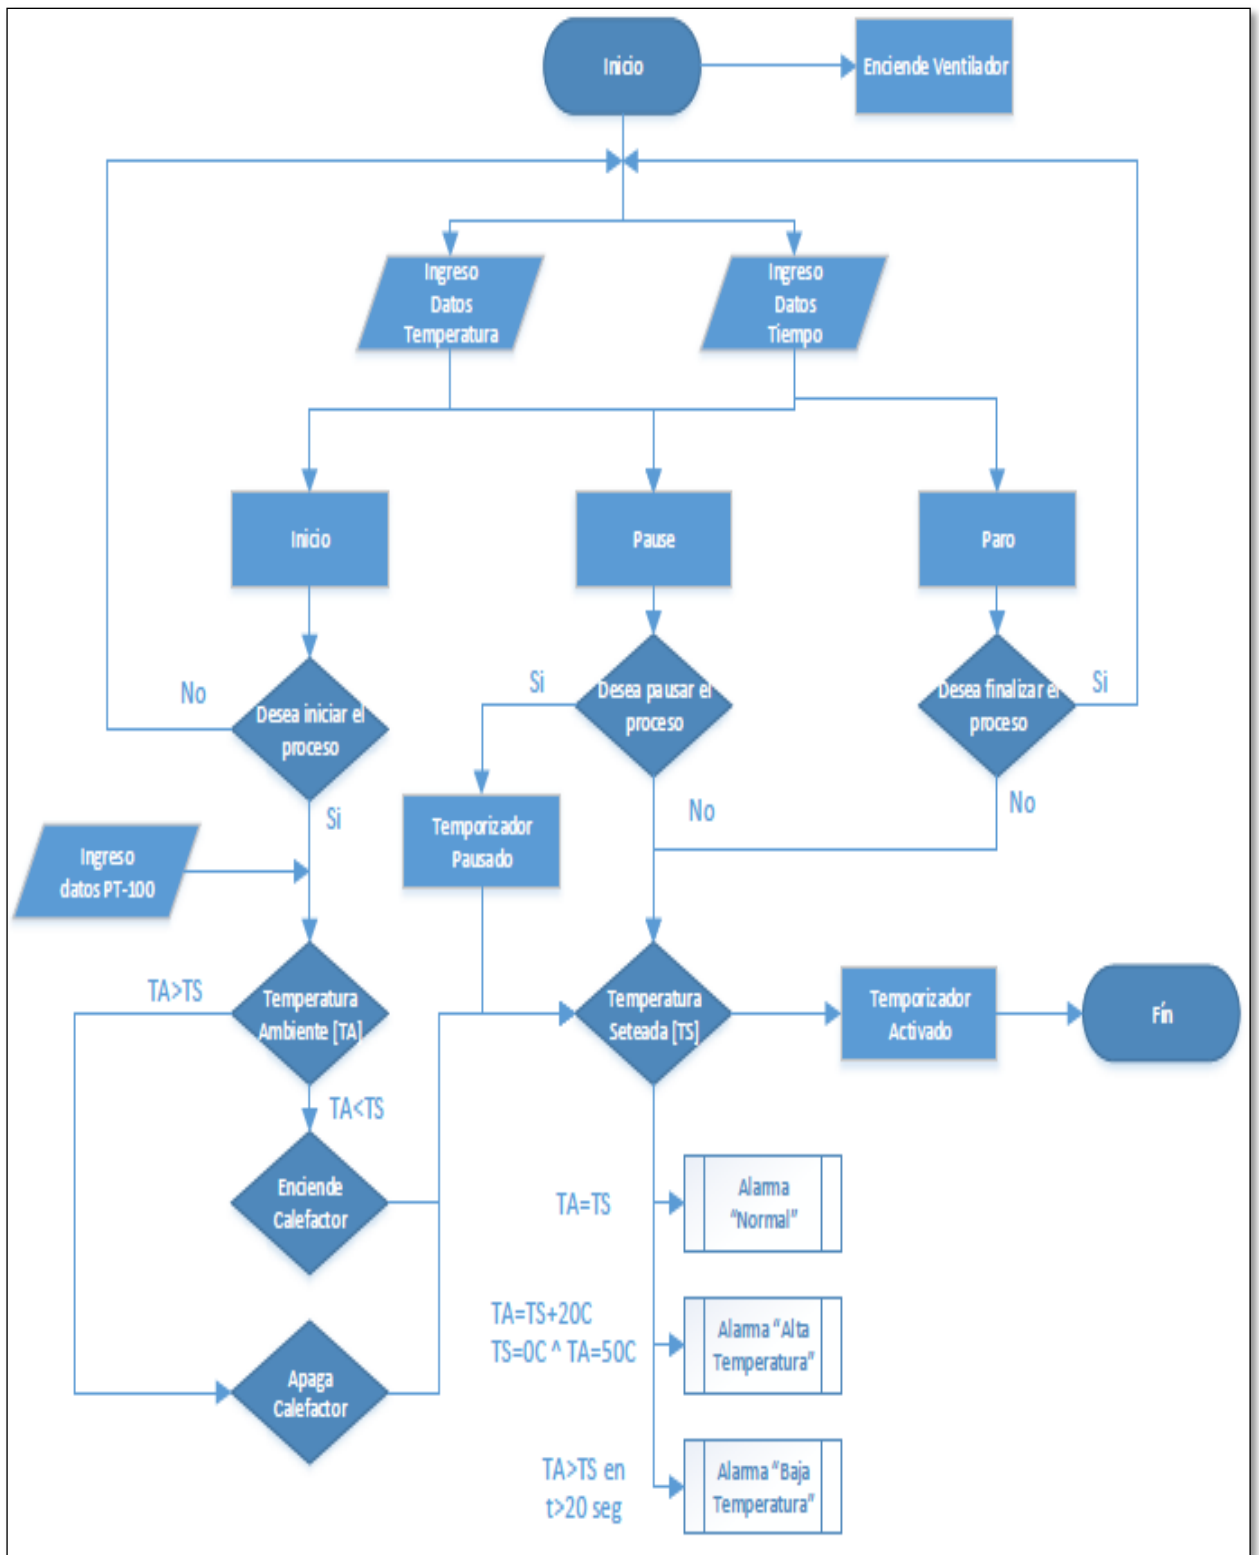 Inicio
Enciende Ventilador
Ingreso
Datos
Temperatura
Ingreso
Datos
Tiempo
Inicio
Pause
Paro
No
Desea iniciar el
proceso
Si
Desea pausar el
proceso
Desea finalizar el
proceso
Si
Si
No
No
Ingreso
datos PT-100
Temporizador
Pausado
TA>TS
Temperatura
Ambiente [TA]
Temperatura
Seteada [TS]
Temporizador
Activado
Fín
TA<TS
Enciende
Calefactor
TA=TS
Alarma
“Normal”
TA=TS+20C
TS=0C ^ TA=50C
Alarma “Alta
Temperatura”
Apaga
Calefactor
TA>TS en
t>20 seg
Alarma “Baja
Temperatura”